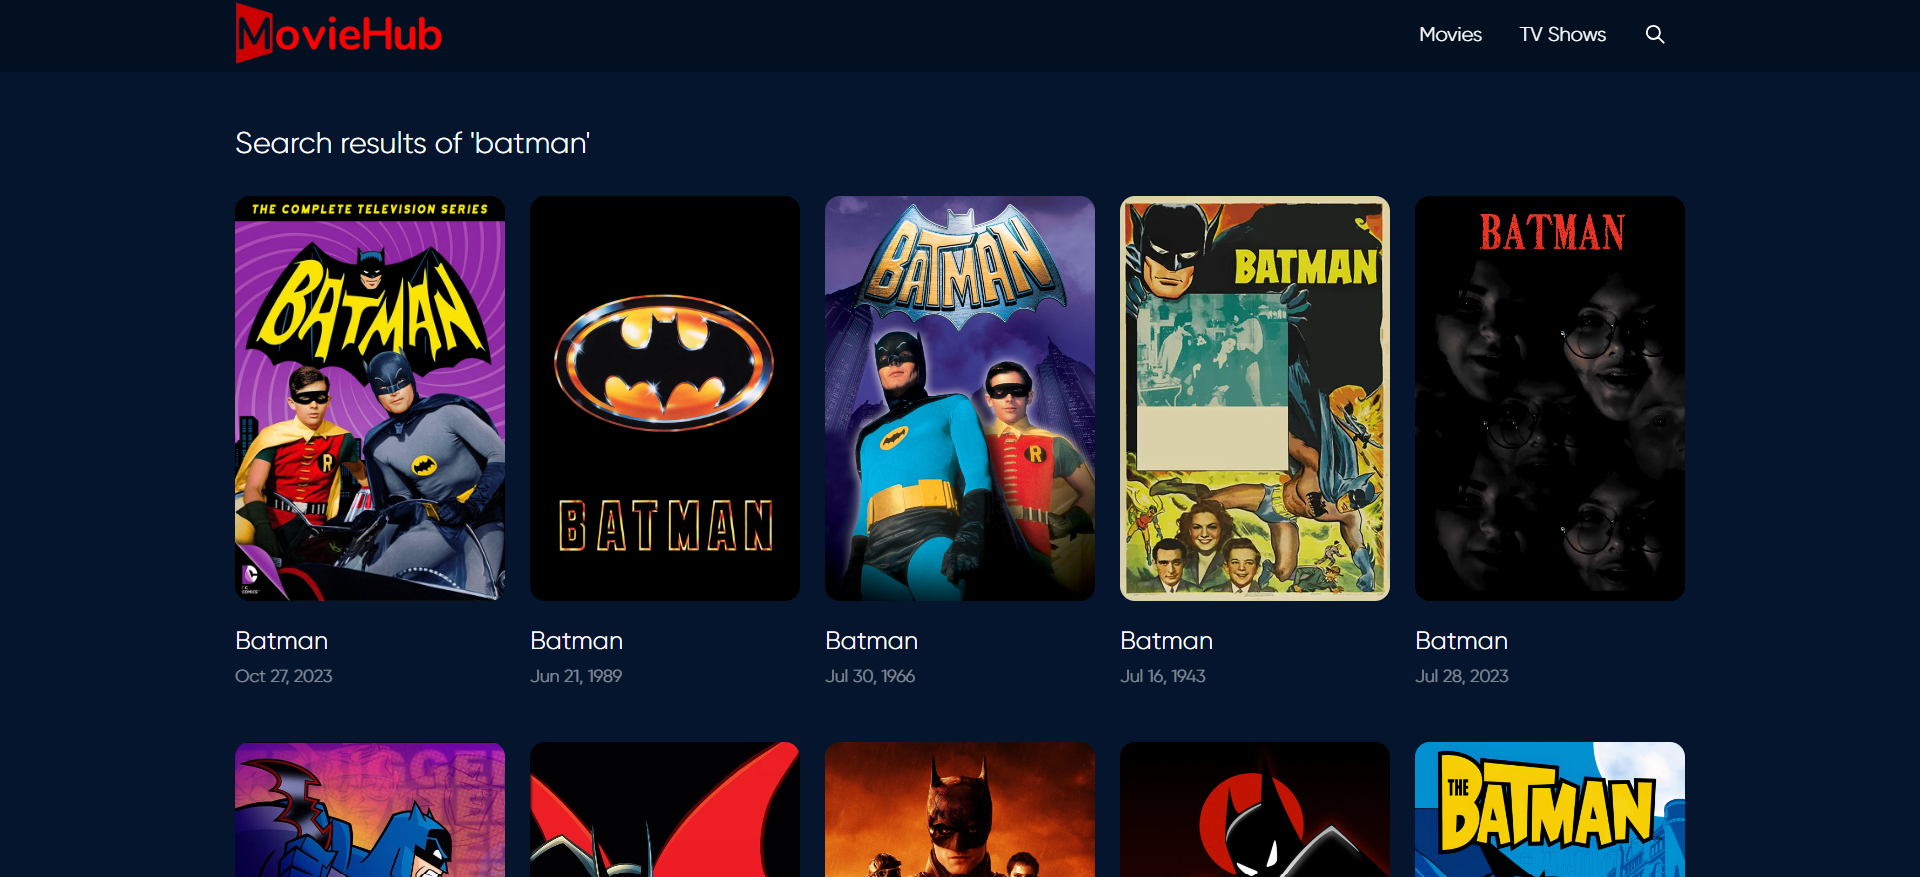 MovieHub
Movies
TV Shows
Search results of 'batman'
THE COMPLETE TELEVISION SERIES
BATMAN
R
DC
COMICS
BATMAN
BATMAN
R
BATMAN
BATMAN
Batman
Batman
Batman
Batman
Batman
Oct 27, 2023
Jun 21, 1989
Jul 30, 1966
Jul 16, 1943
Jul 28, 2023
THE
BATMAN